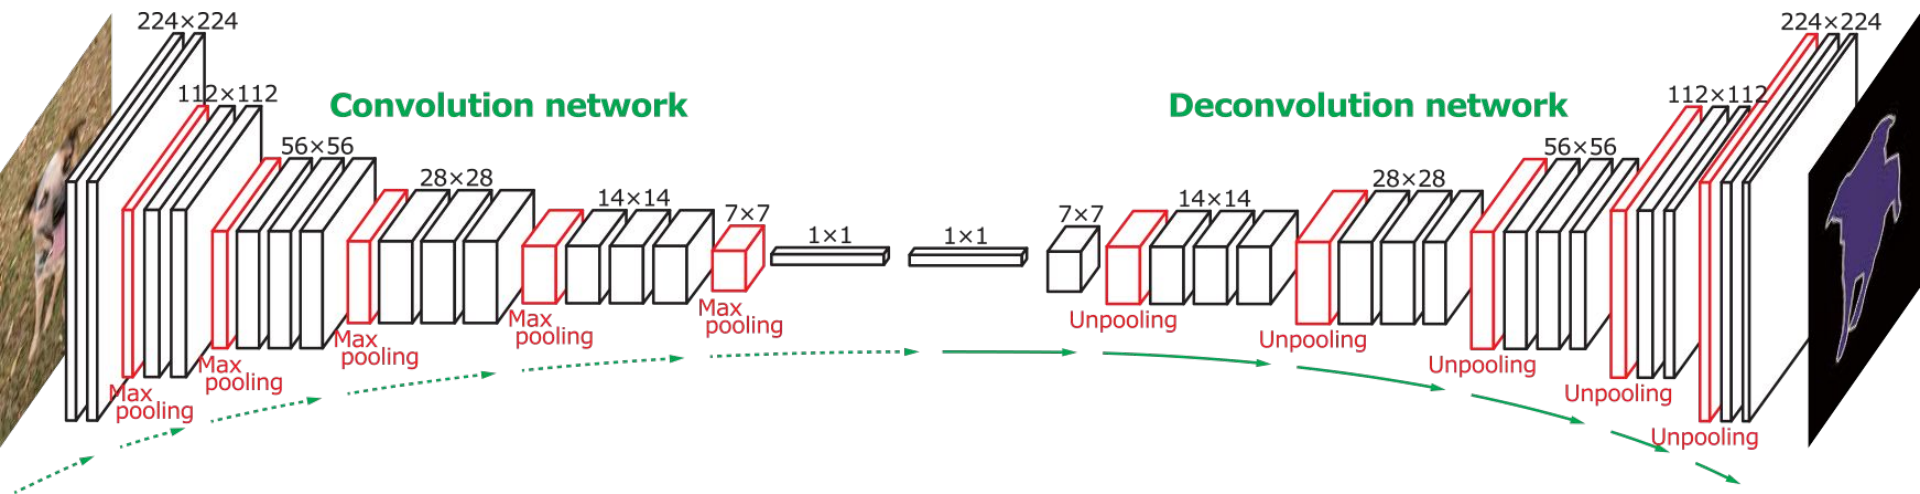 224×224
112×112
Convolution network
56×56
28×28
14×14
7×7
1×1
Max
pooling
Max
pooling
Max
pooling
Max
pooling
Max
pooling
1×1
7×7
14×14
28×28
Deconvolution network
56×56
112×112
224×224
Unpooling
Unpooling
Unpooling
Unpooling
Unpooling